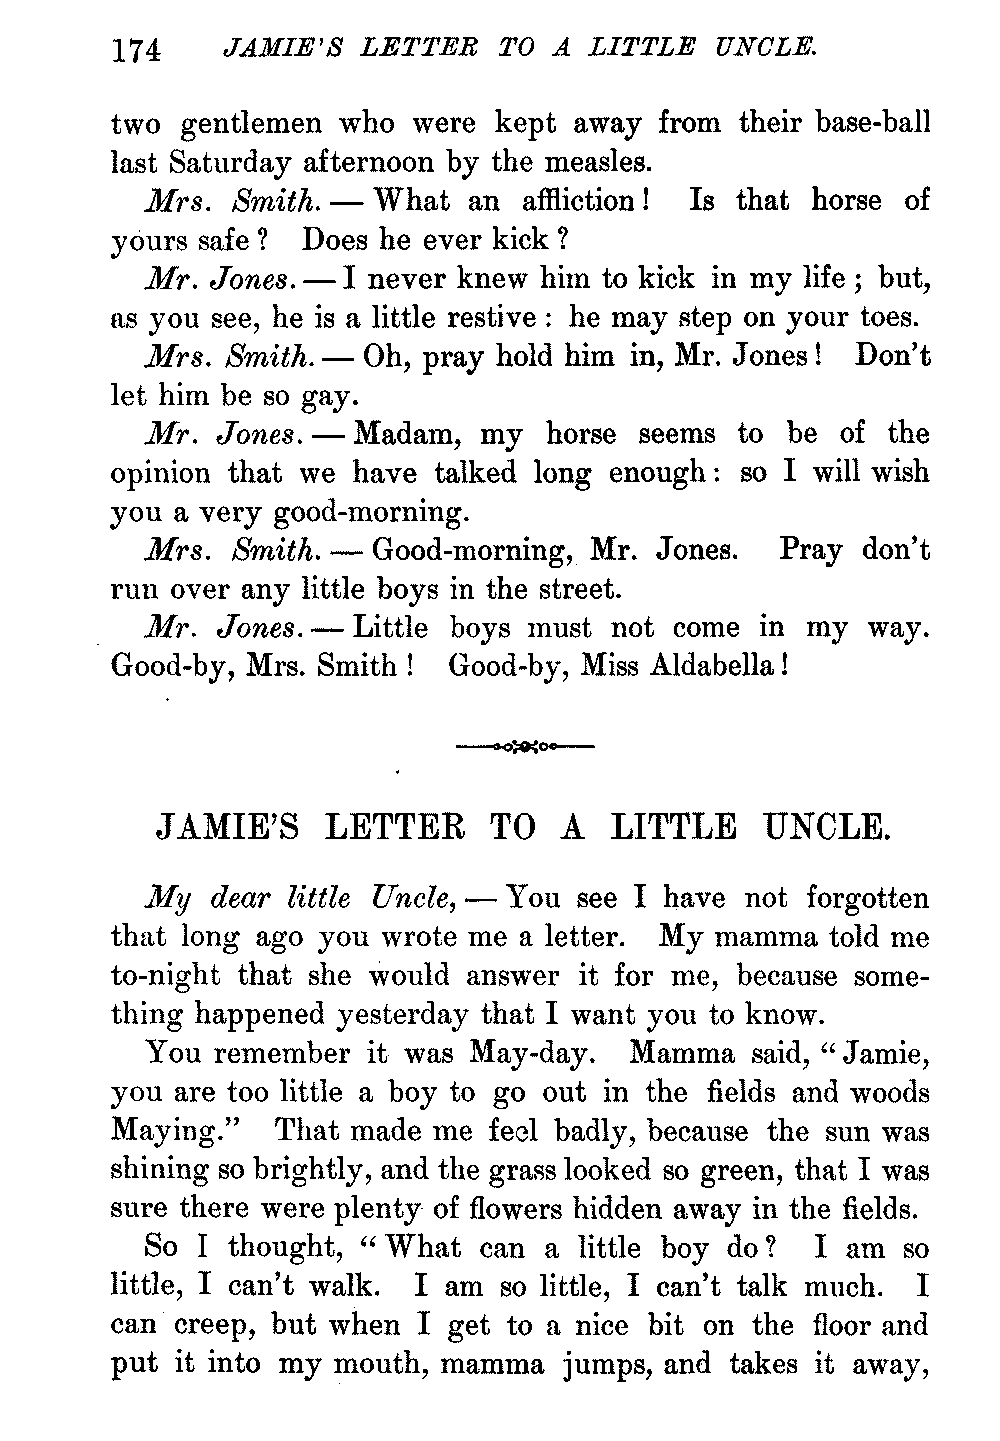 174 JAMIE'S LETTER TO A LITTLE UNCLE.
two gentlemen who were kept away from their base-ball
last Saturday afternoon by the measles.
Mrs. Smith. — What an affliction! Is that horse of
yours safe? Does he ever kick?
Mr. Jones. — I never knew him to kick in my life; but,
as you see, he is a little restive: he may step on your toes.
Mrs. Smith. — Oh, pray hold him in, Mr. Jones! Don't
let him be so gay.
Mr. Jones. — Madam, my horse seems to be of the
opinion that we have talked long enough: so I will wish
you a very good-morning.
Mrs. Smith. — Good-morning, Mr. Jones. Pray don't
run over any little boys in the street.
Mr. Jones. — Little boys must not come in my way.
Good-by, Mrs. Smith! Good-by, Miss Aldabella!
JAMIE'S LETTER TO A LITTLE UNCLE.
My dear little Uncle, — You see I have not forgotten
that long ago you wrote me a letter. My mamma told me
to-night that she would answer it for me, because some-
thing happened yesterday that I want you to know.
You remember it was May-day. Mamma said, "Jamie,
you are too little a boy to go out in the fields and woods
Maying." That made me feel badly, because the sun was
shining so brightly, and the grass looked so green, that I was
sure there were plenty of flowers hidden away in the fields.
So I thought, "What can a little boy do? I am so
little, I can't walk. I am so little, I can't talk much. I
can creep, but when I get to a nice bit on the floor and
put it into my mouth, mamma jumps, and takes it away,